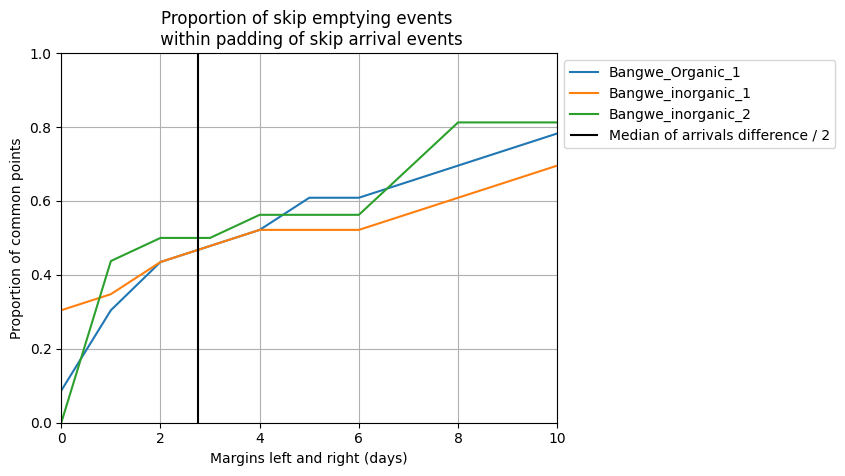 Proportion of skip emptying events
within padding of skip arrival events
1.0
0.8
0.6
0.4
0.2
0.0
Proportion of common points
0 2 4 6 8 10
Margins left and right (days)
Bangwe_Organic_1
Bangwe_inorganic_1
Bangwe_inorganic_2
Median of arrivals difference / 2